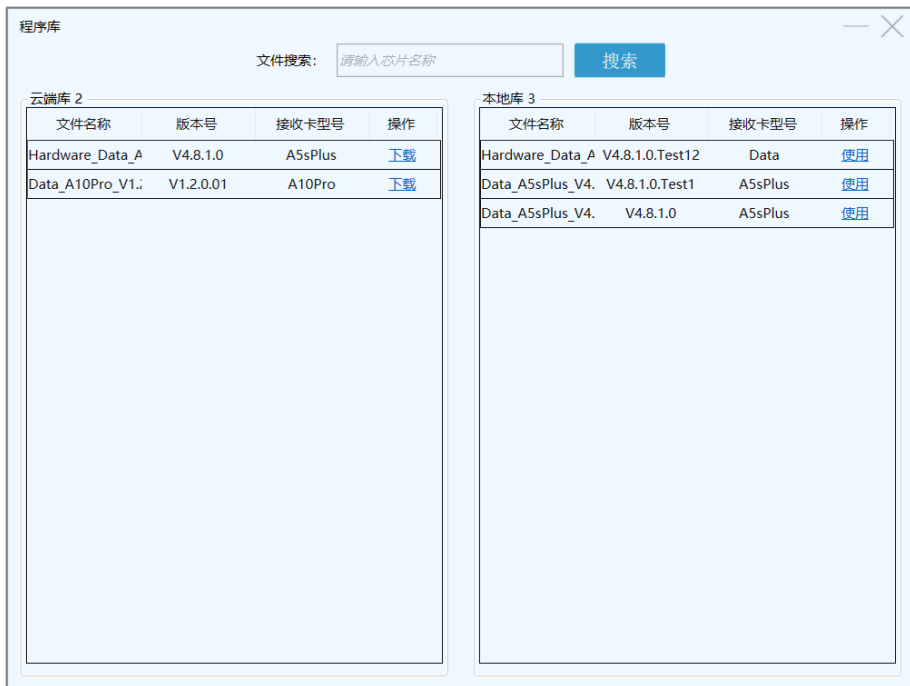 程序库
文件搜索： 请输入芯片名称 搜索
云端库 2
文件名称 版本号 接收卡型号 操作
Hardware_Data_A V4.8.1.0 A5sPlus 下载
Data_A10Pro_V1.2 V1.2.0.01 A10Pro 下载
本地库 3
文件名称 版本号 接收卡型号 操作
Hardware_Data_A V4.8.1.0.Test12 Data 使用
Data_A5sPlus_V4. V4.8.1.0.Test1 A5sPlus 使用
Data_A5sPlus_V4. V4.8.1.0 A5sPlus 使用